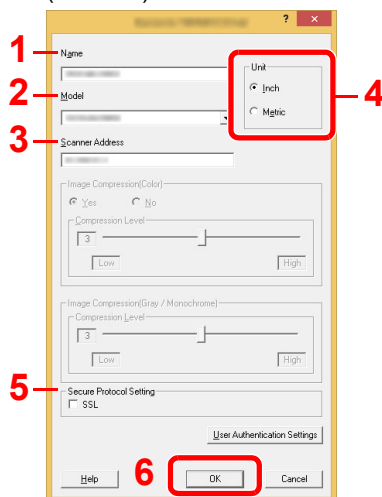 ? ×
1 Name
Unit
Inch
4
2 Model
Metric
3 Scanner Address
Image Compression(Color)
Yes No
Compression Level
3
Low High
Image Compression(Gray / Monochrome)
Compression Level
3
Low High
5 Secure Protocol Setting
SSL
User Authentication Settings
Help 6 OK Cancel